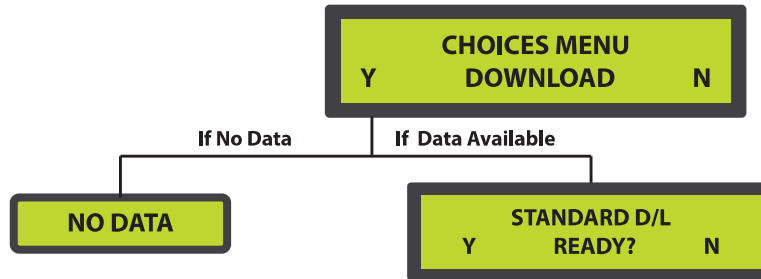 CHOICES MENU
Y DOWNLOAD N
If No Data If Data Available
NO DATA
STANDARD D/L
Y READY? N